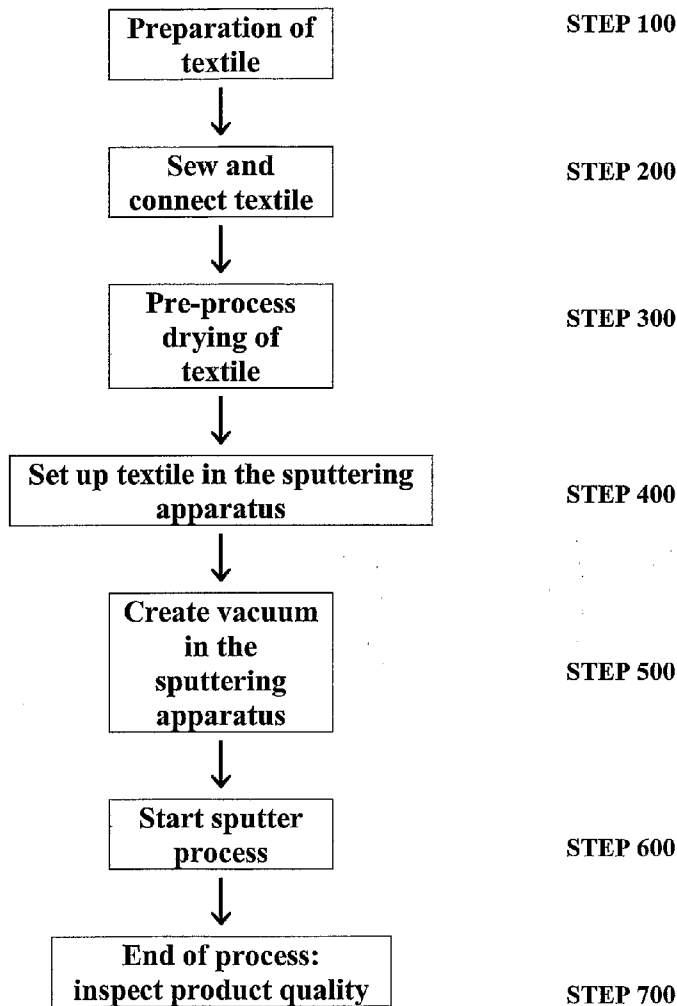 Preparation of
textile
STEP 100
Sew and
connect textile
STEP 200
Pre-process
drying of
textile
STEP 300
Set up textile in the sputtering
apparatus
STEP 400
Create vacuum
in the
sputtering
apparatus
STEP 500
Start sputter
process
STEP 600
End of process:
inspect product quality
STEP 700